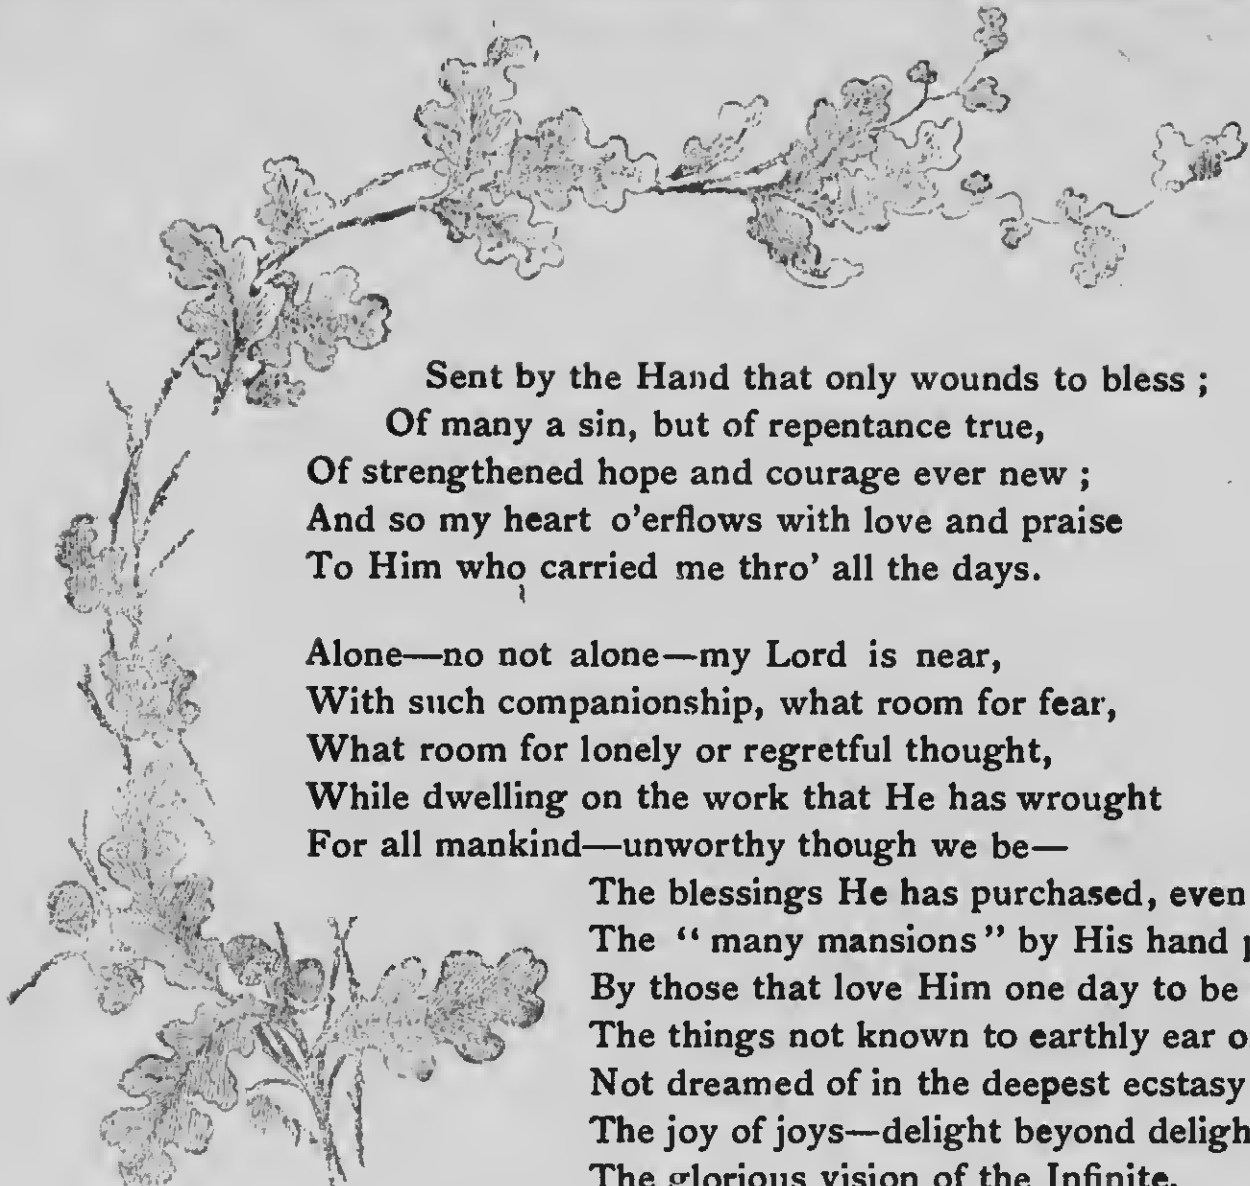 Sent by the Hand that only wounds to bless ;
Of many a sin, but of repentance true,
Of strengthened hope and courage ever new ;
And so my heart o'erflows with love and praise
To Him who carried me thro' all the days.
Alone—no not alone—my Lord is near,
With such companionship, what room for fear,
What room for lonely or regretful thought,
While dwelling on the work that He has wrought
For all mankind—unworthy though we be—
The blessings He has purchased, even
The “ many mansions ” by His hand
By those that love Him one day to be
The things not known to earthly ear
Not dreamed of in the deepest ecstasy
The joy of joys—delight beyond
The glorious vision of the Infinite.